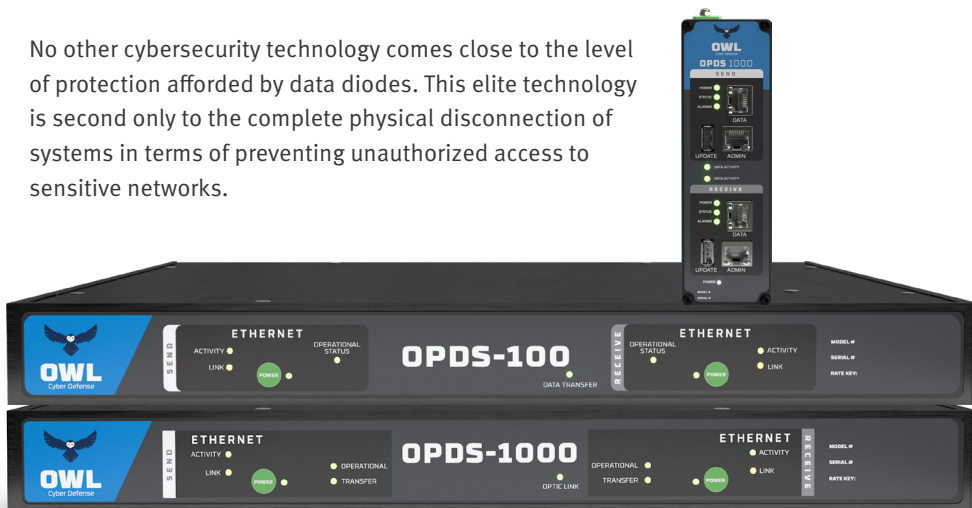 No other cybersecurity technology comes close to the level
of protection afforded by data diodes. This elite technology
is second only to the complete physical disconnection of
systems in terms of preventing unauthorized access to
sensitive networks.
OWL
Cyber Defense
OPDS 1000
SEND
POWER
STATUS
ALARMS
DATA
UPDATE ADMIN
DATA ACTIVITY
DATA ACTIVITY
RECEIVE
POWER
STATUS
ALARMS
DATA
UPDATE ADMIN
POWER
SERIAL #
SERIAL #
OWL
Cyber Defense
SEND
ETHERNET
ACTIVITY
LINK
POWER
OPERATIONAL
STATUS
OPDS-100
DATA TRANSFER
RECEIVE
ETHERNET
OPERATIONAL
STATUS
POWER
ACTIVITY
LINK
MODEL #
SERIAL #
RATE KEY:
OWL
Cyber Defense
SEND
ETHERNET
ACTIVITY
LINK
POWER
OPERATIONAL
TRANSFER
OPDS-1000
OPTIC LINK
ETHERNET
OPERATIONAL
TRANSFER
POWER
ACTIVITY
LINK
RECEIVE
MODEL #
SERIAL #
RATE KEY: